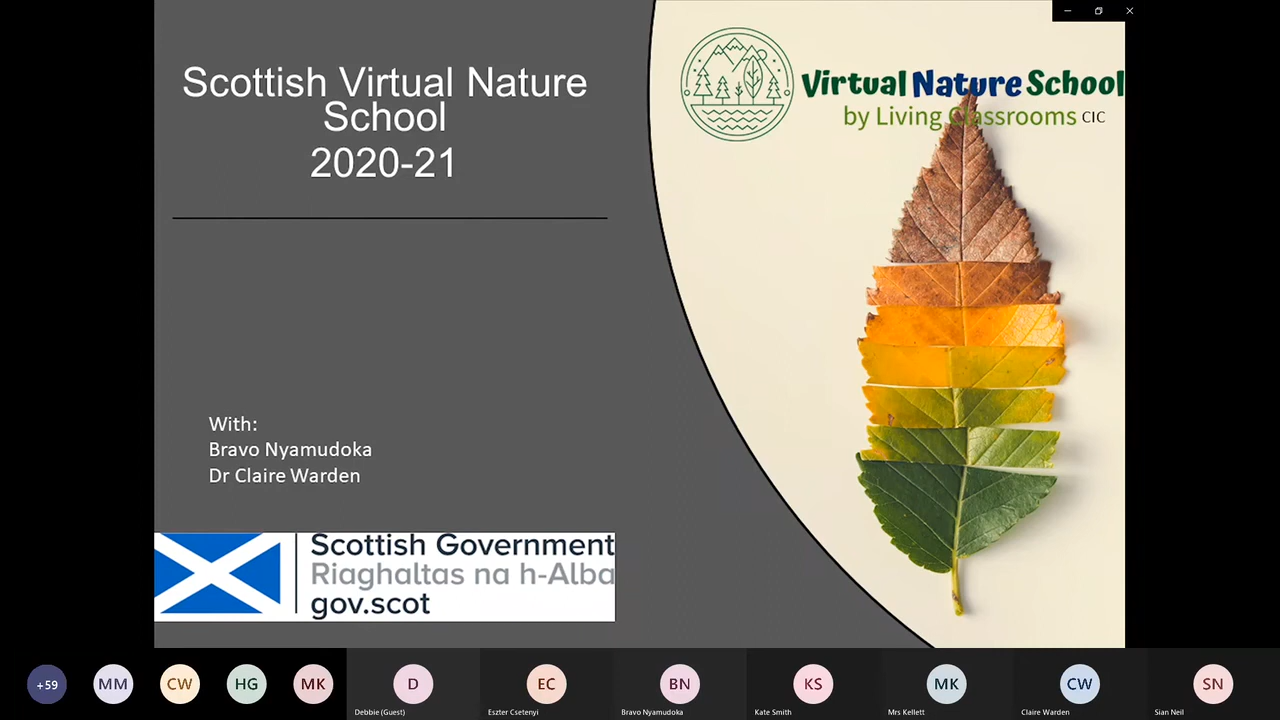 Scottish Virtual Nature
School
2020-21
Virtual Nature School
by Living Classrooms CIC
With:
Bravo Nyamudoka
Dr Claire Warden
Scottish Government
Riaghaltas na h-Alba
gov.scot
+59
MM
CW
HG
MK
D
EC
BN
KS
MK
CW
SN
Debbie (Guest)
Eszter Csetenyi
Bravo Nyamudoka
Kate Smith
Mrs Kellett
Claire Warden
Sian Neil